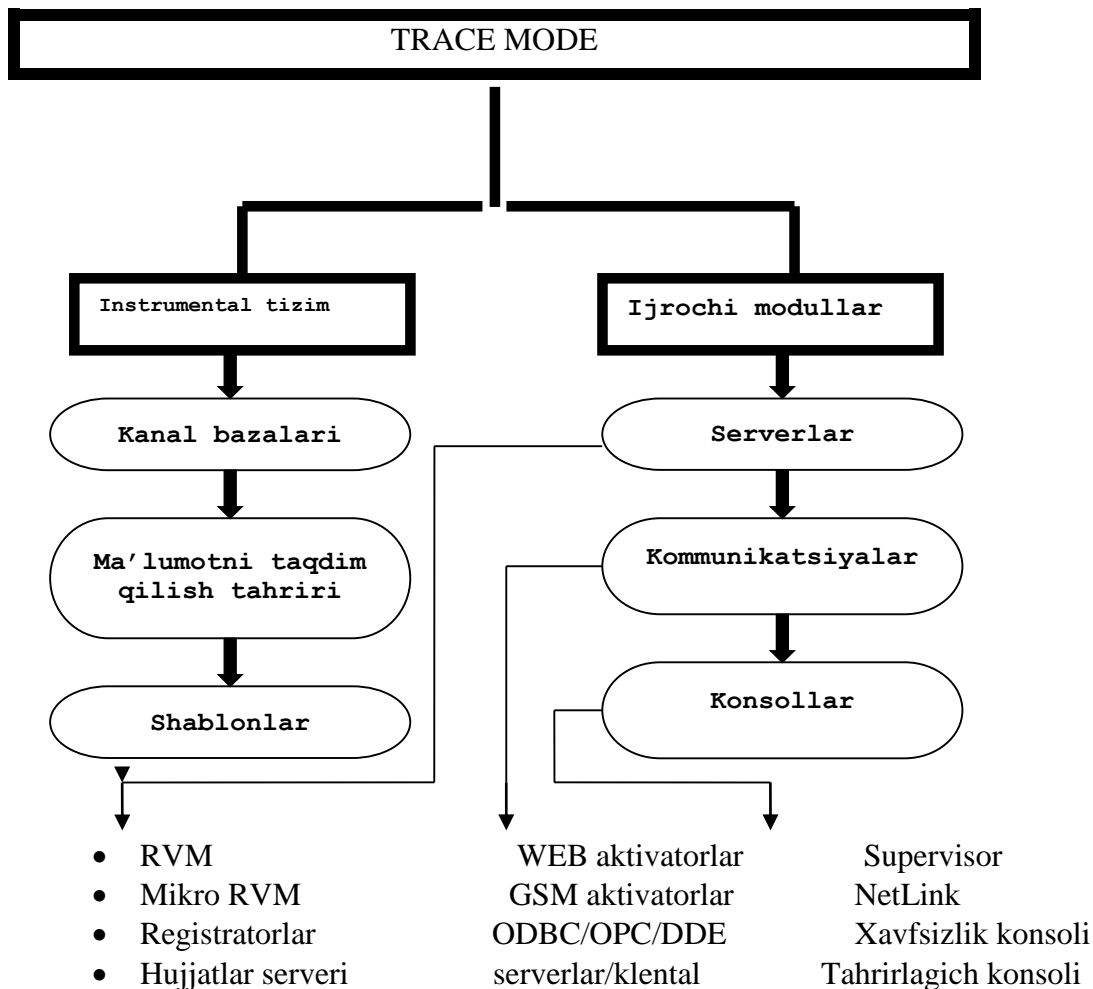 TRACE MODE
Instrumental tizim
Ijrochi modullar
Kanal bazalari
Serverlar
Ma’lumotni taqdim
qilish tahriri
Kommunikatsiyalar
Shablonlar
Konsollar
• RVM WEB aktivatorlar Supervisor
• Mikro RVM GSM aktivatorlar NetLink
• Registratorlar ODBC/OPC/DDE Xavfsizlik konsoli
• Hujjatlar serveri serverlar/klental Tahrirlagich konsoli